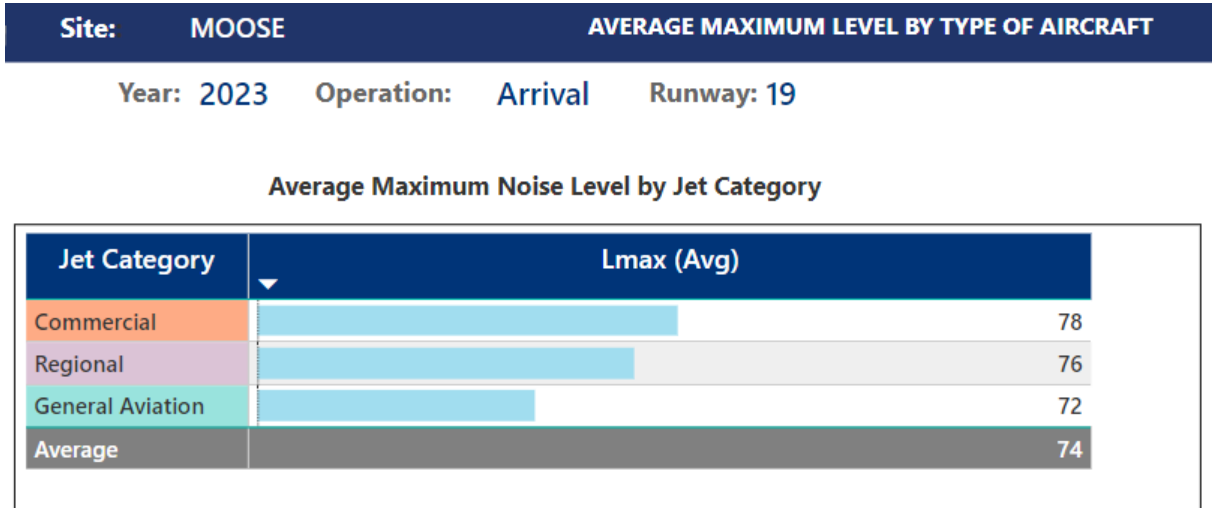 Site: MOOSE AVERAGE MAXIMUM LEVEL BY TYPE OF AIRCRAFT
Year: 2023 Operation: Arrival Runway: 19
Average Maximum Noise Level by Jet Category
Jet Category Lmax (Avg)
Commercial 78
Regional 76
General Aviation 72
Average 74